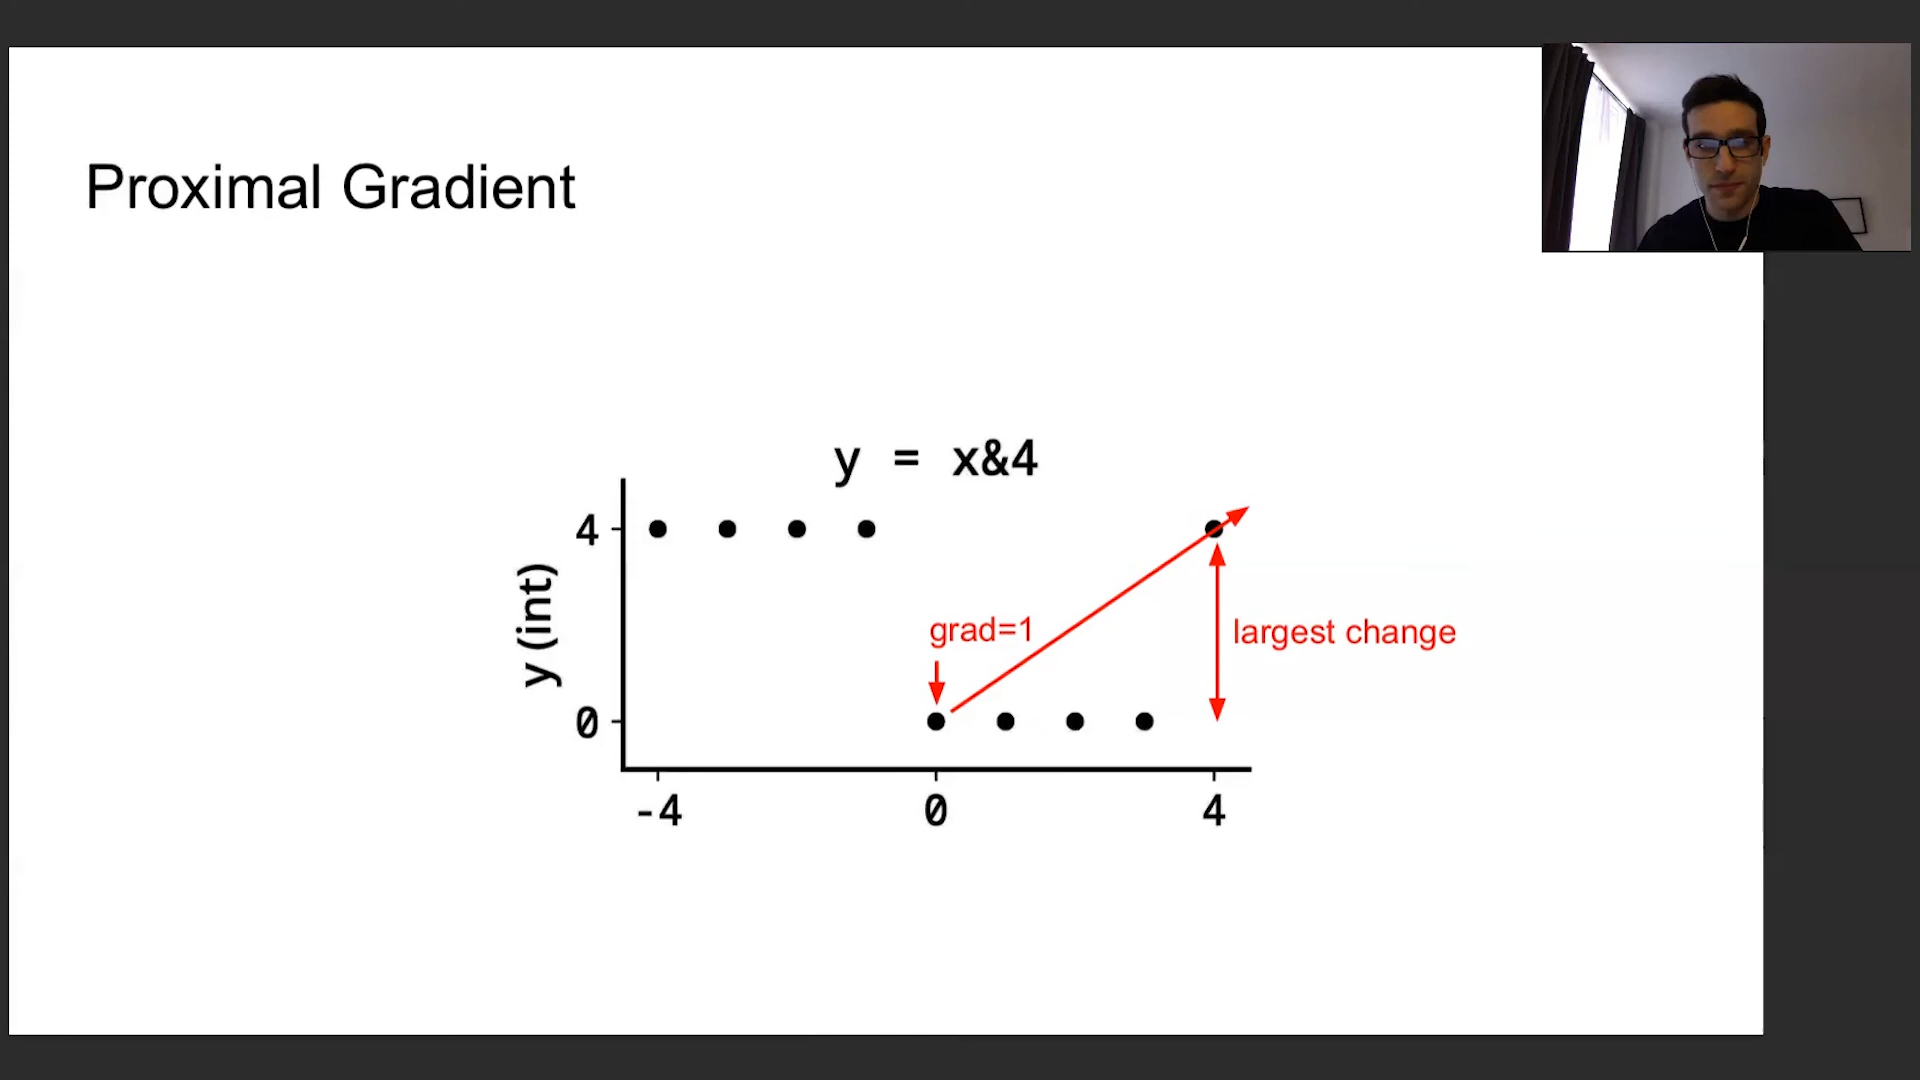 Proximal Gradient
y = x&4
4
y (int)
grad=1
largest change
0
-4 0 4